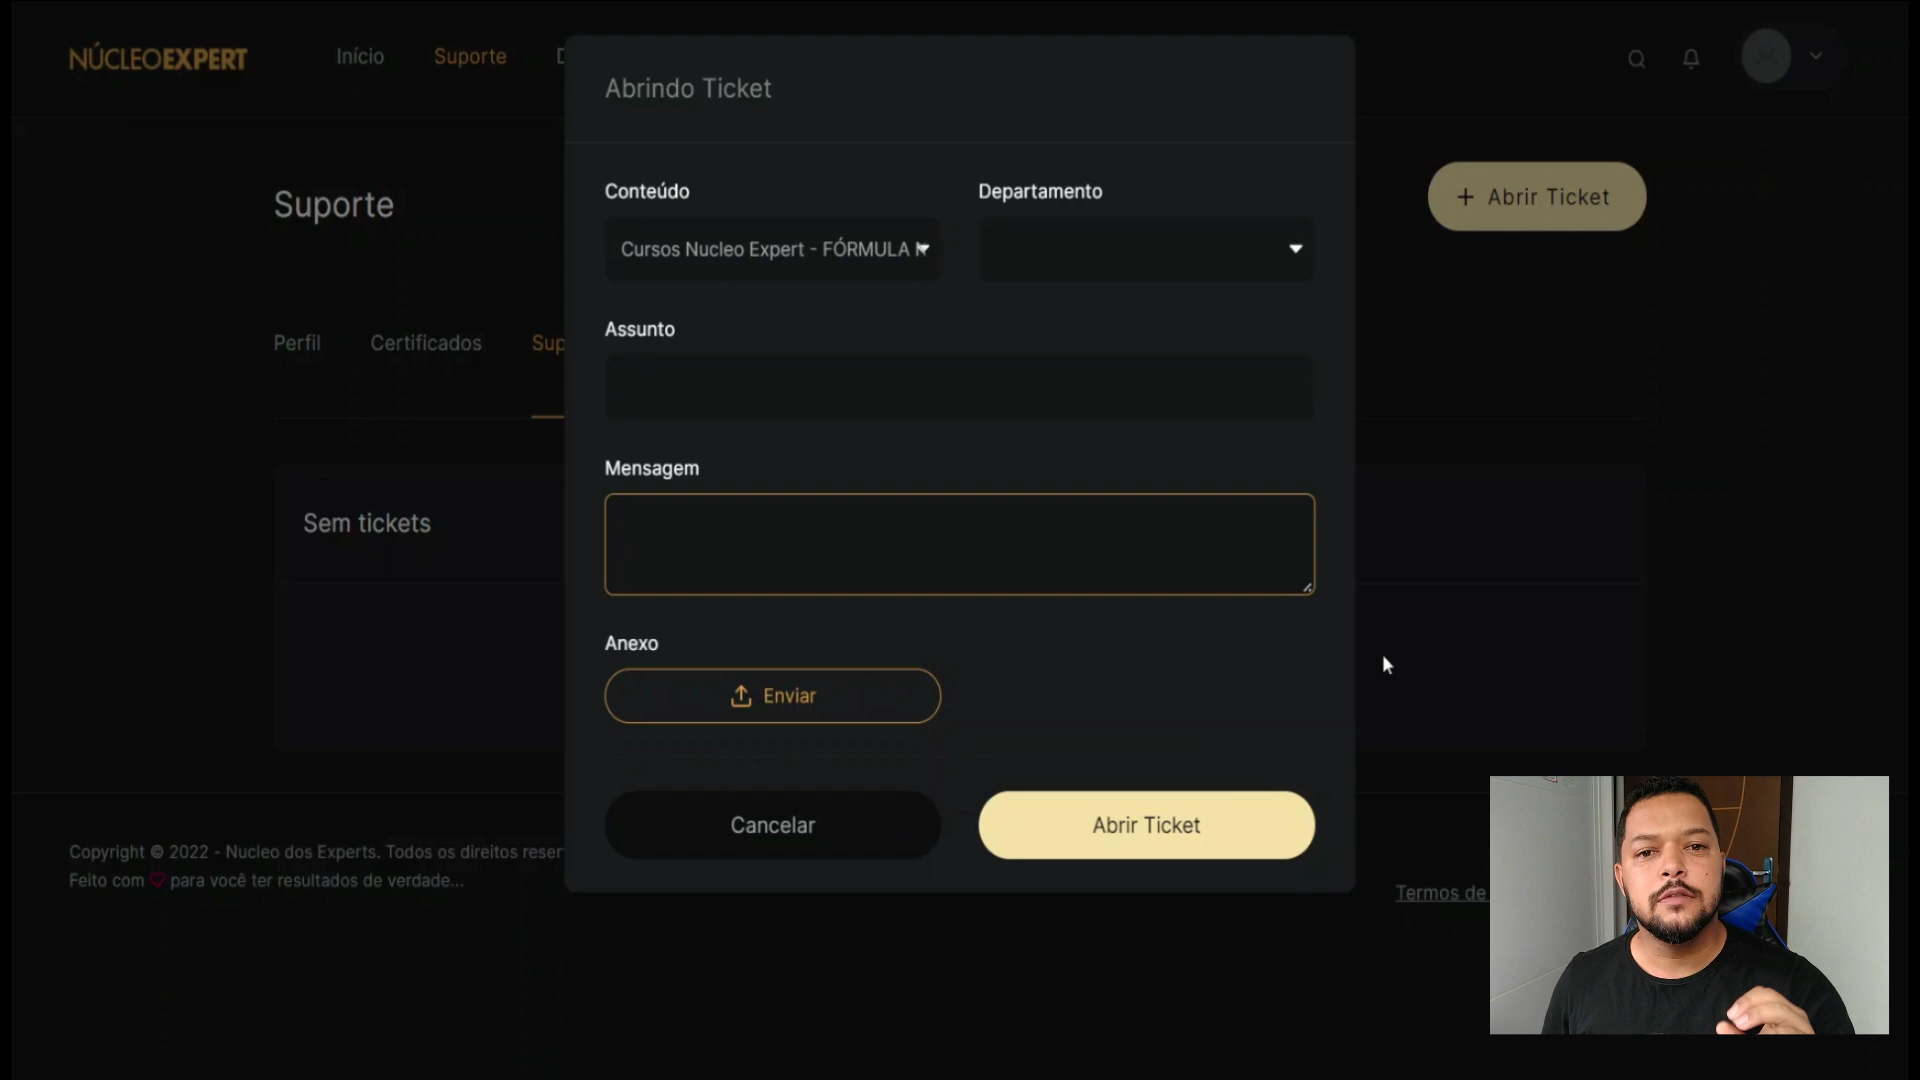 NÚCLEOEXPERT
Início
Suporte
Abrindo Ticket
Suporte
+ Abrir Ticket
Conteúdo
Departamento
Cursos Nucleo Expert - FÓRMULA
Assunto
Perfil
Certificados
Sup
Mensagem
Sem tickets
Anexo
Enviar
Cancelar
Abrir Ticket
Copyright © 2022 - Nucleo dos Experts. Todos os direitos reser
Feito com ♡ para você ter resultados de verdade...
Termos de